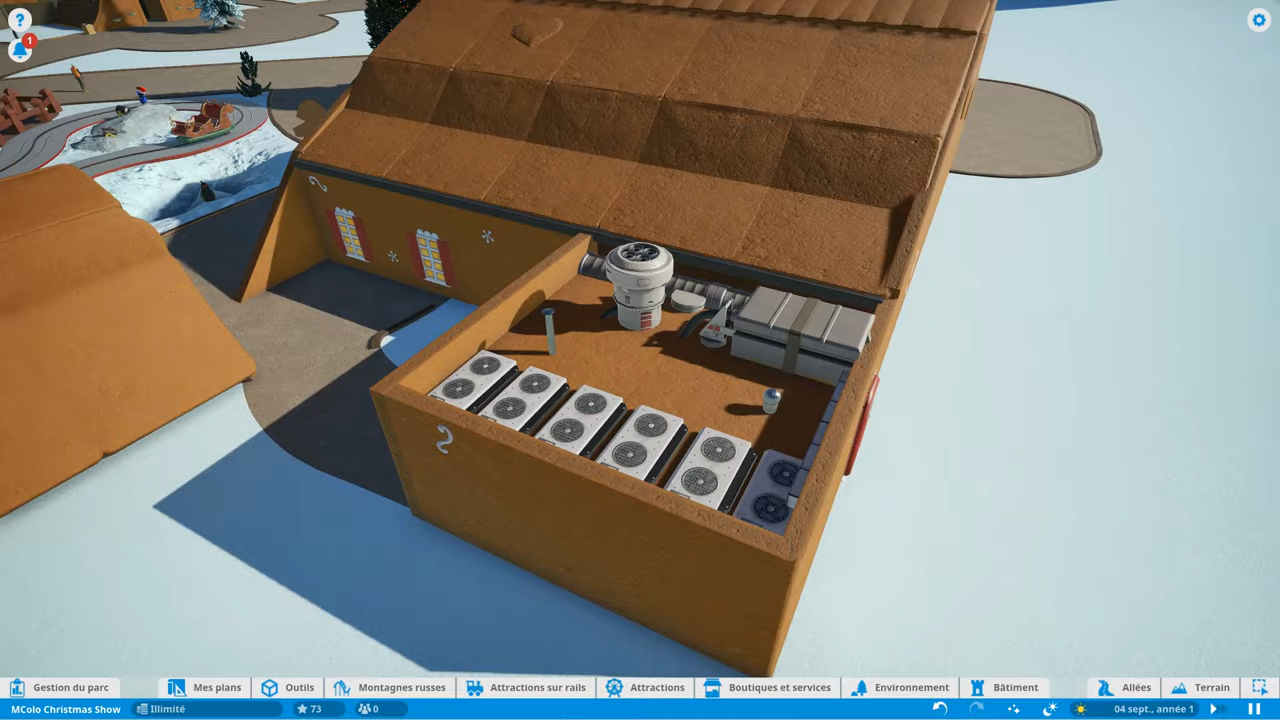 ?
1
Gestion du parc
Mes plans
Outils
Montagnes russes
Attractions sur rails
Attractions
Boutiques et services
Environnement
Bâtiment
Allées
Terrain
MColo Christmas Show
Illimité
73
0
04 sept., année 1